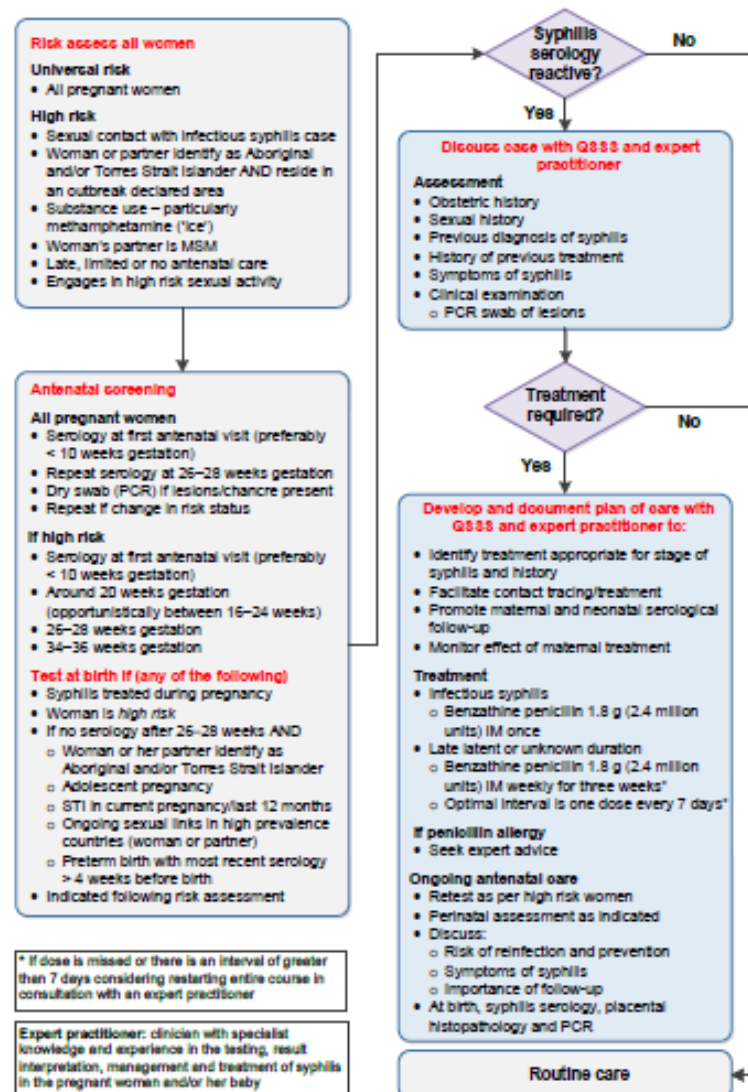 Risk assess all women
Universal risk
• All pregnant women
High risk
• Sexual contact with infectious syphilis case
• Woman or partner identify as Aboriginal
and/or Torres Strait Islander AND reside in
an outbreak declared area
• Substance use – particularly
methamphetamine ('ice')
• Woman's partner is MSM
• Late, limited or no antenatal care
• Engages in high risk sexual activity
Antenatal screening
All pregnant women
• Serology at first antenatal visit (preferably
< 10 weeks gestation)
• Repeat serology at 26–28 weeks gestation
• Dry swab (PCR) if lesions/chancre present
• Repeat if change in risk status
If high risk
• Serology at first antenatal visit (preferably
< 10 weeks gestation)
• Around 20 weeks gestation
(opportunistically between 16–24 weeks)
• 26–28 weeks gestation
• 34–36 weeks gestation
Test at birth if (any of the following)
• Syphilis treated during pregnancy
• Woman is high risk
• If no serology after 26–28 weeks AND
o Woman or her partner identify as
Aboriginal and/or Torres Strait Islander
o Adolescent pregnancy
o STI in current pregnancy/last 12 months
o Ongoing sexual links in high prevalence
countries (woman or partner)
o Preterm birth with most recent serology
> 4 weeks before birth
• Indicated following risk assessment
* If dose is missed or there is an interval of greater
than 7 days considering restarting entire course in
consultation with an expert practitioner
Expert practitioner: clinician with specialist
knowledge and experience in the testing, result
interpretation, management and treatment of syphilis
in the pregnant woman and/or her baby
Syphilis
serology
reactive?
No
Yes
Discuss case with QSSS and expert
practitioner
Assessment
• Obstetric history
• Sexual history
• Previous diagnosis of syphilis
• History of previous treatment
• Symptoms of syphilis
• Clinical examination
o PCR swab of lesions
Treatment
required?
No
Yes
Develop and document plan of care with
QSSS and expert practitioner to:
• Identify treatment appropriate for stage of
syphilis and history
• Facilitate contact tracing/treatment
• Promote maternal and neonatal serological
follow-up
• Monitor effect of maternal treatment
Treatment
• Infectious syphilis
o Benzathine penicillin 1.8 g (2.4 million
units) IM once
• Late latent or unknown duration
o Benzathine penicillin 1.8 g (2.4 million
units) IM weekly for three weeks*
o Optimal interval is one dose every 7 days*
If penicillin allergy
• Seek expert advice
Ongoing antenatal care
• Retest as per high risk women
• Perinatal assessment as indicated
• Discuss:
o Risk of reinfection and prevention
o Symptoms of syphilis
o Importance of follow-up
• At birth, syphilis serology, placental
histopathology and PCR
Routine care